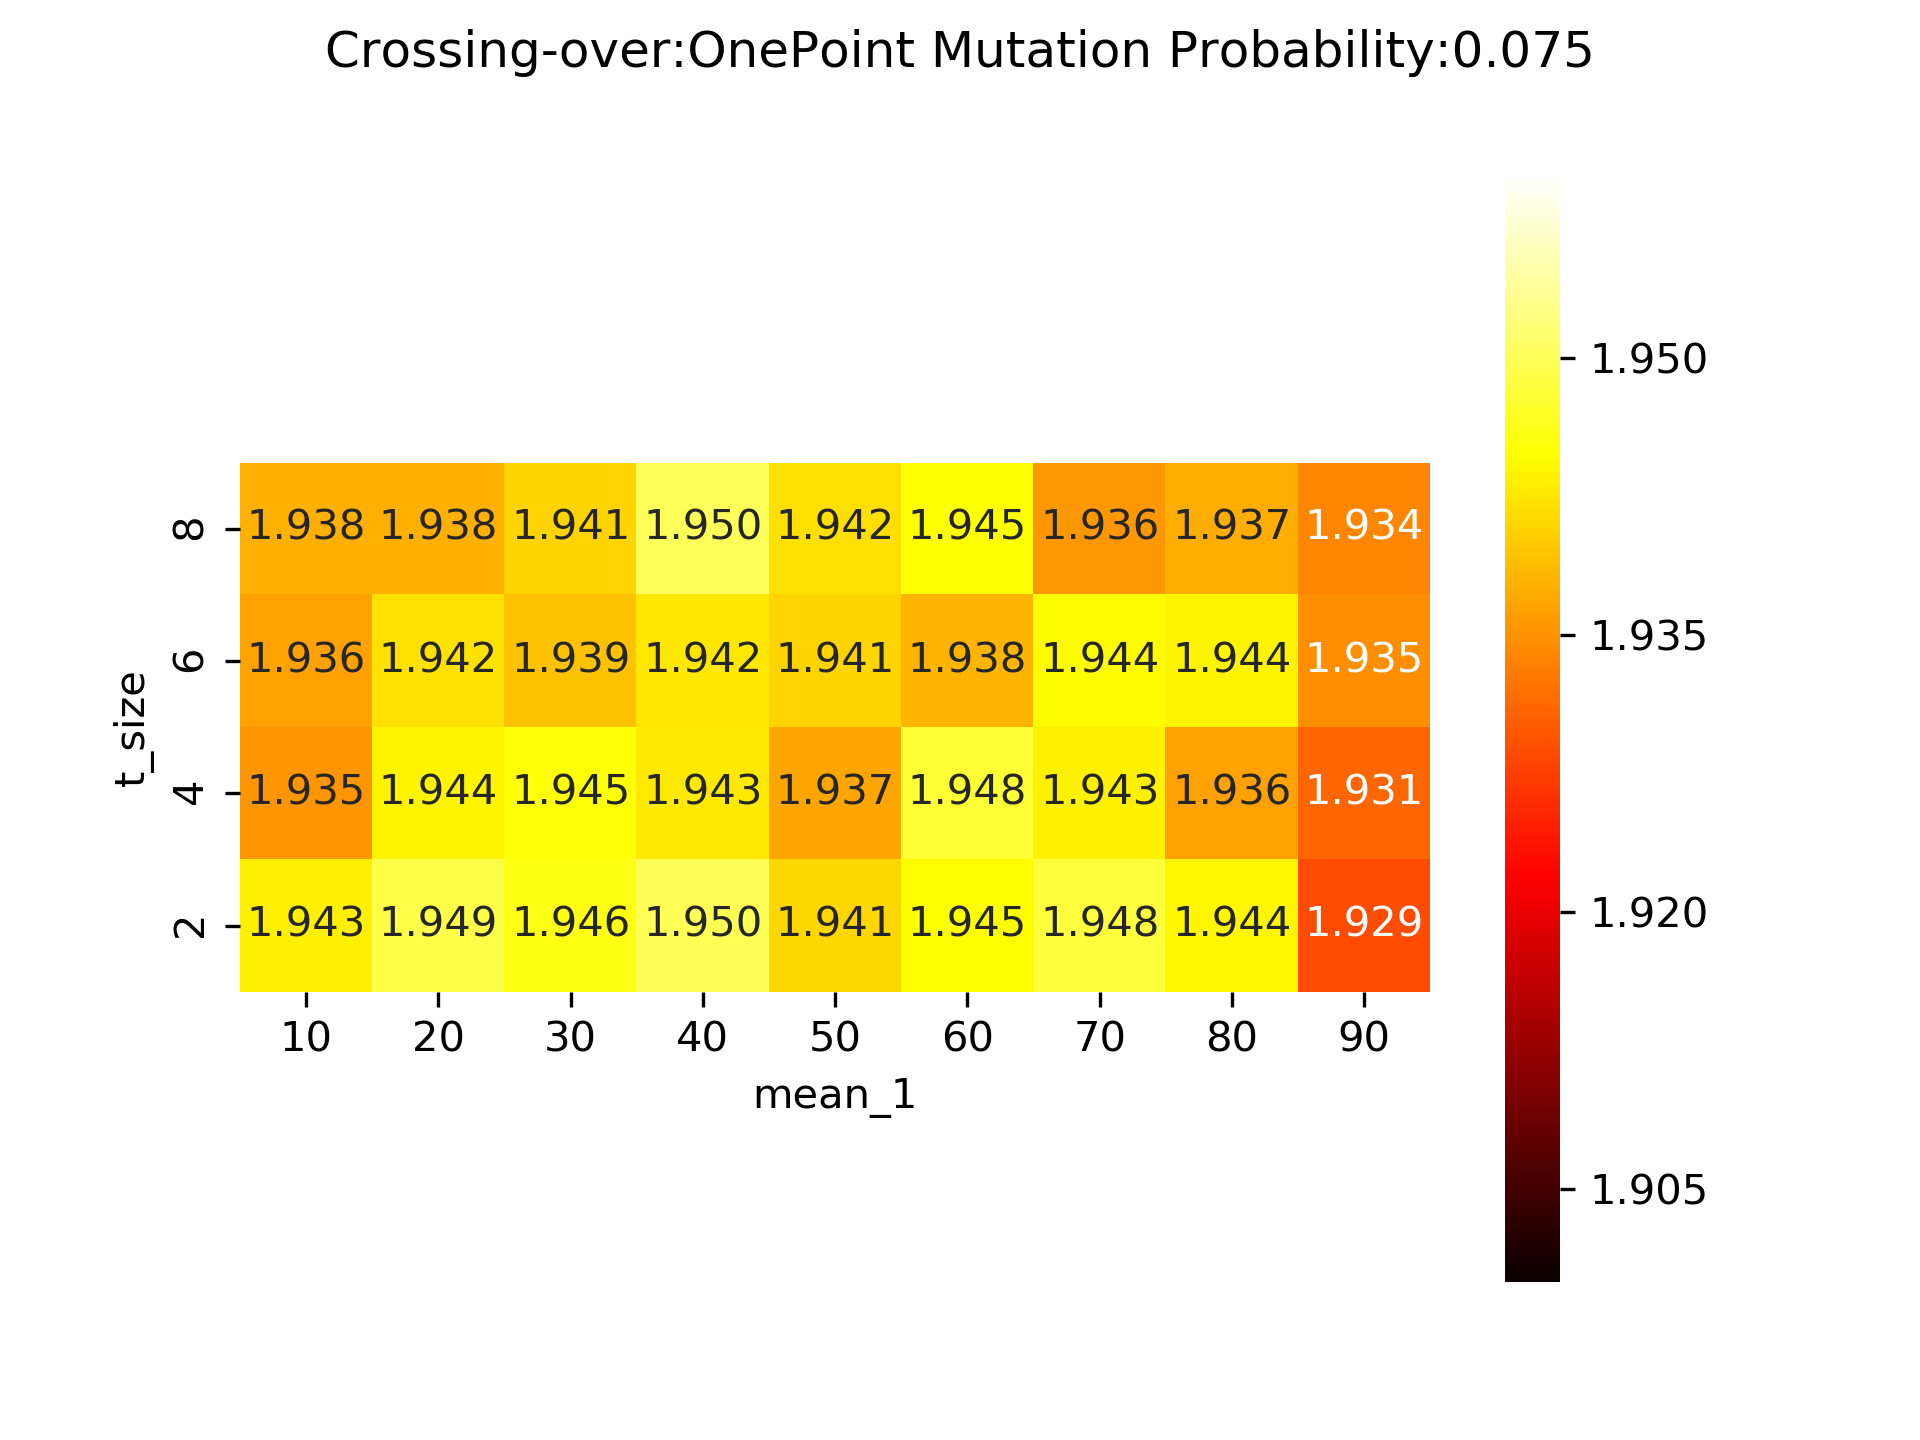 Crossing-over:OnePoint Mutation Probability:0.075
1.950
1.935
1.920
1.905
t_size
8 1.938 1.938 1.941 1.950 1.942 1.945 1.936 1.937 1.934
6 1.936 1.942 1.939 1.942 1.941 1.938 1.944 1.944 1.935
4 1.935 1.944 1.945 1.943 1.937 1.948 1.943 1.936 1.931
2 1.943 1.949 1.946 1.950 1.941 1.945 1.948 1.944 1.929
10 20 30 40 50 60 70 80 90
mean_1